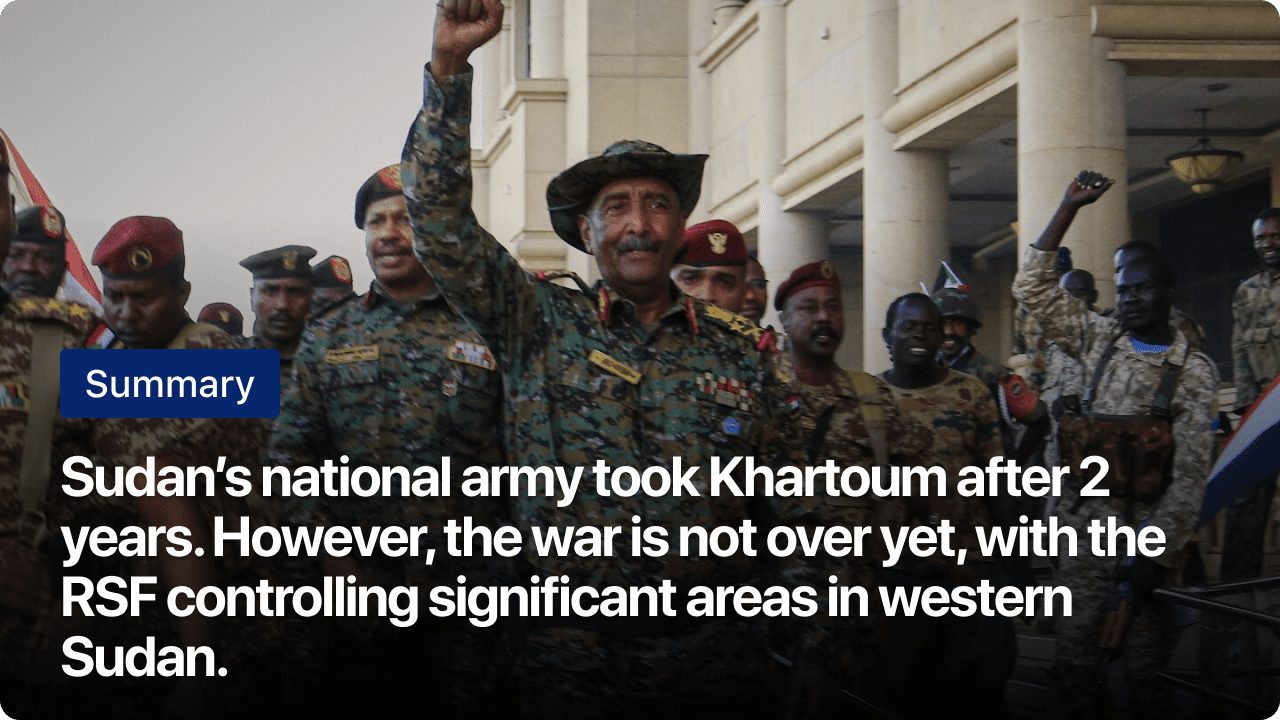 Summary
Sudan’s national army took Khartoum after 2
years. However, the war is not over yet, with the
RSF controlling significant areas in western
Sudan.